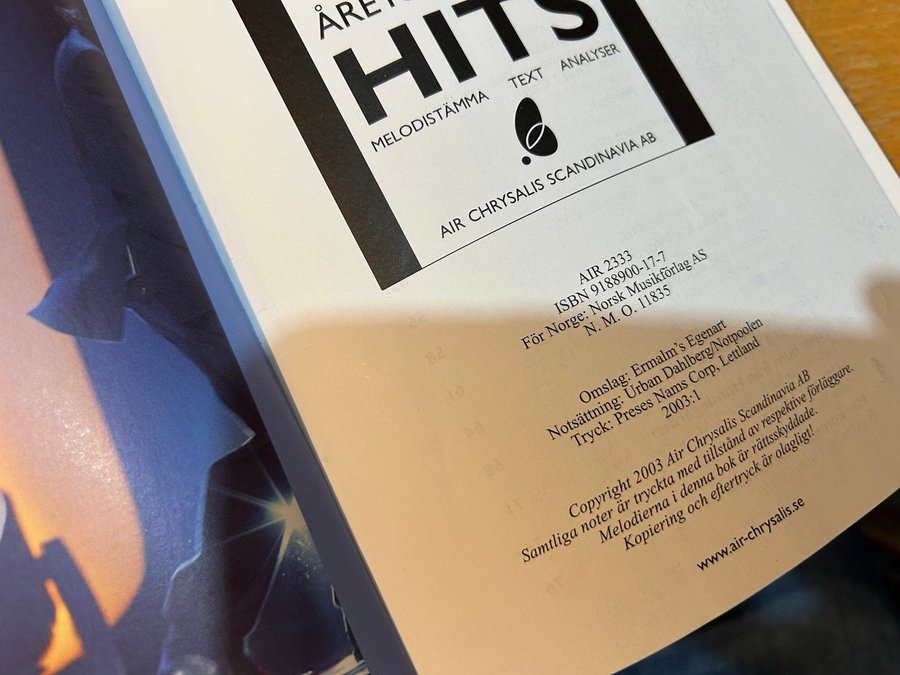 HITS
MELODISTÄMMA TEXT ANALYSER
AIR CHRYSALIS SCANDINAVIA AB
AIR 2333
ISBN 9188900-17-7
För Norge: Norsk Musikförlag AS
N. M. O. 11835
Omslag: Ermalm's Egenart
Notsättning: Urban Dahlberg/Notpoolen
Tryck: Preses Nams Corp, Lettland
2003:1
Copyright 2003 Air Chrysalis Scandinavia AB
Samtliga noter är tryckta med tillstånd av respektive förläggare.
Melodierna i denna bok är rättsskyddade.
Kopiering och eftertryck är olagligt!
www.air-chrysalis.se